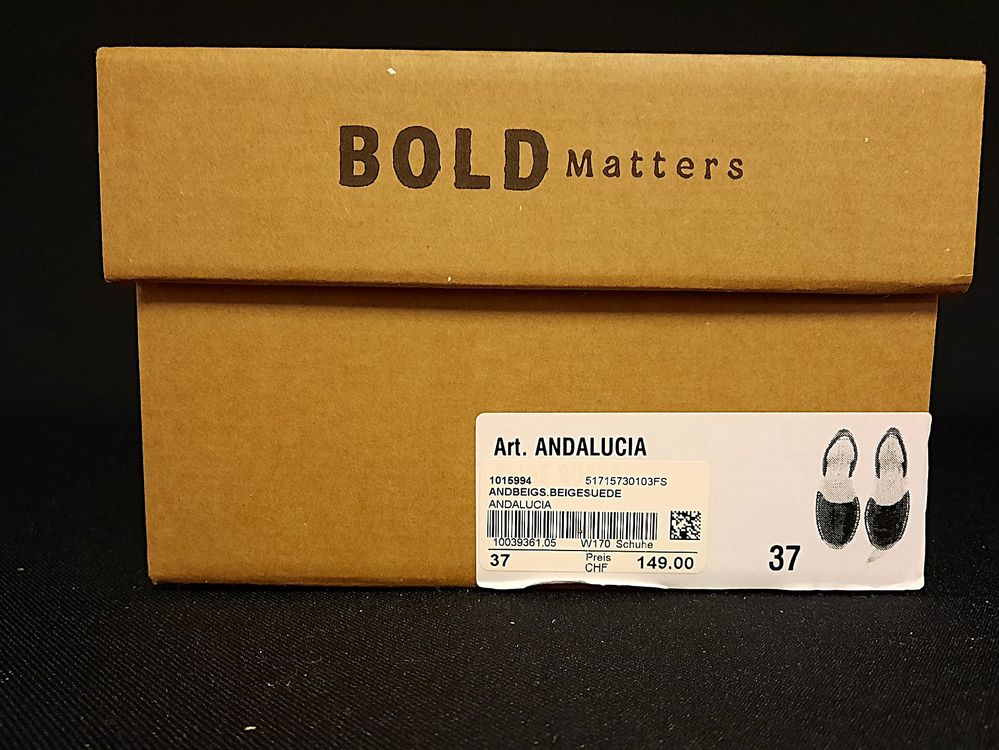 BOLD Matters
Art. ANDALUCIA
1015994 51715730103FS
ANDBEIGS.BEIGESUEDE
ANDALUCIA
10039361.05 W170 Schuhe
37 Preis CHF 149.00
37